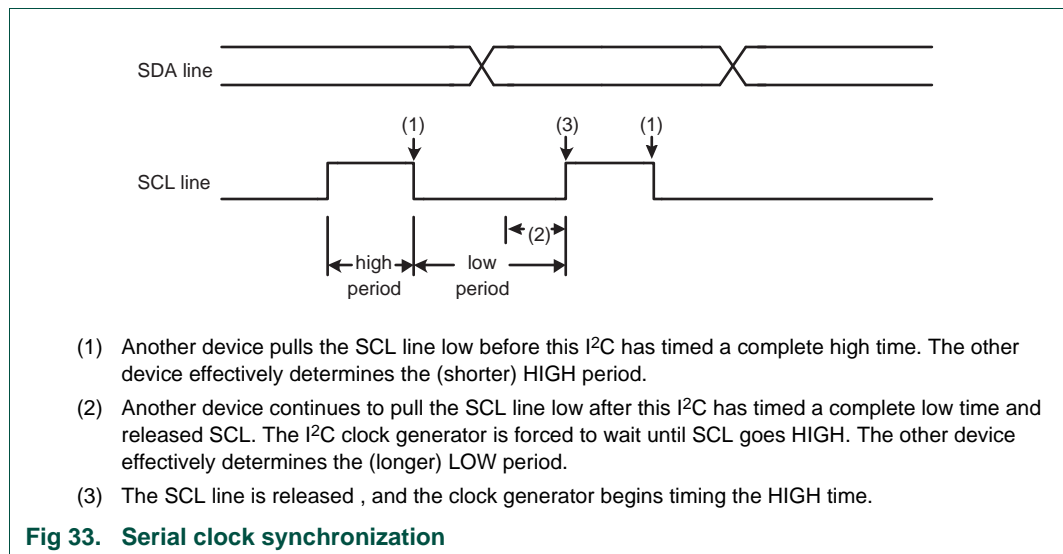 SDA line
(1) (3) (1)
SCL line
(2)
high period
low period
(1) Another device pulls the SCL line low before this I2C has timed a complete high time. The other
device effectively determines the (shorter) HIGH period.
(2) Another device continues to pull the SCL line low after this I2C has timed a complete low time and
released SCL. The I2C clock generator is forced to wait until SCL goes HIGH. The other device
effectively determines the (longer) LOW period.
(3) The SCL line is released , and the clock generator begins timing the HIGH time.
Fig 33. Serial clock synchronization